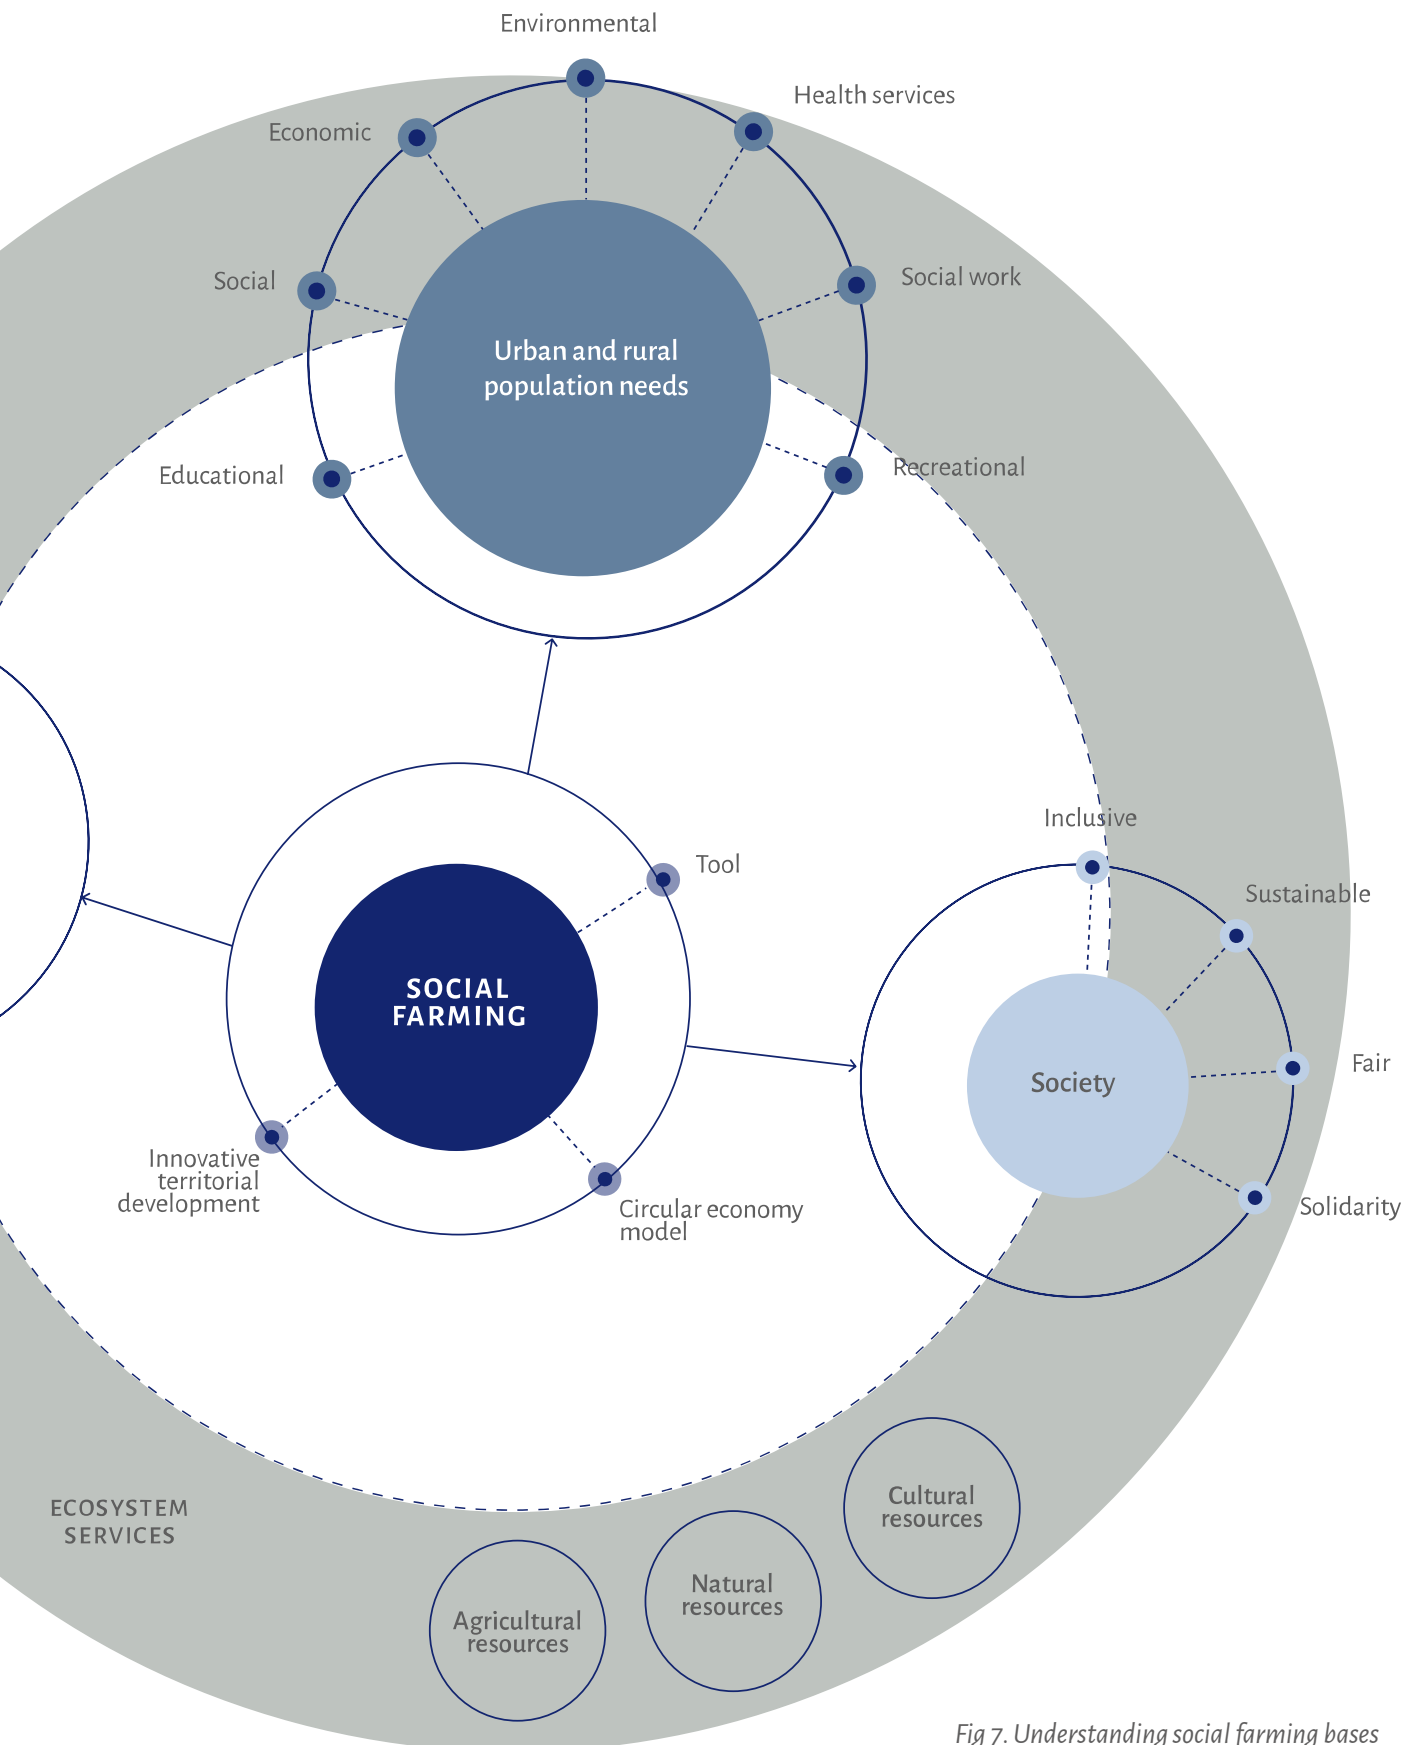 Environmental
Health services
Economic
Social
Social work
Urban and rural
population needs
Educational
Recreational
Inclusive
Tool
Sustainable
SOCIAL
FARMING
Society
Fair
Innovative
territorial
development
Circular economy
model
Solidarity
ECOSYSTEM
SERVICES
Cultural
resources
Natural
resources
Agricultural
resources
Fig 7. Understanding social farming bases